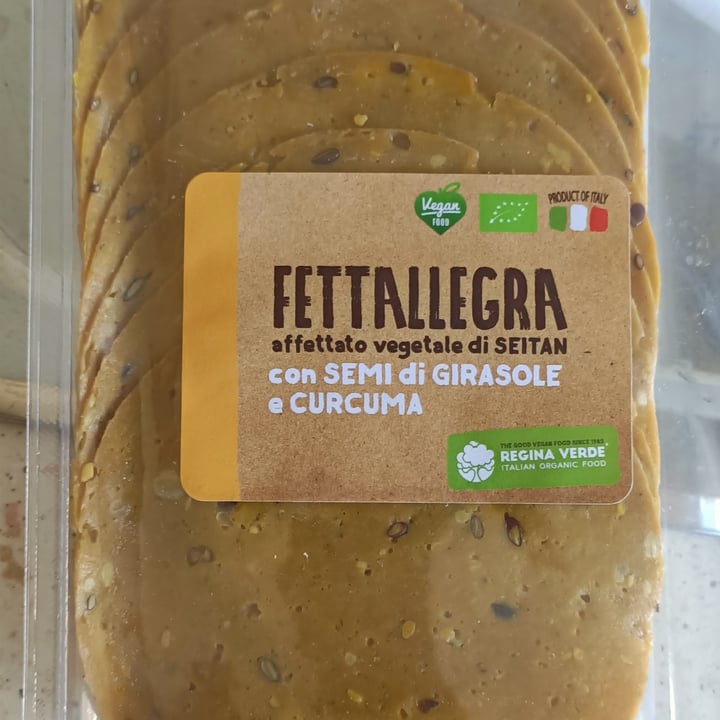 Vegan
FOOD
PRODUCT OF ITALY
FETTALLEGRA
affettato vegetale di SEITAN
con SEMI di GIRASOLE
e CURCUMA
THE GOOD VEGAN FOOD SINCE 1985
REGINA VERDE
ITALIAN ORGANIC FOOD